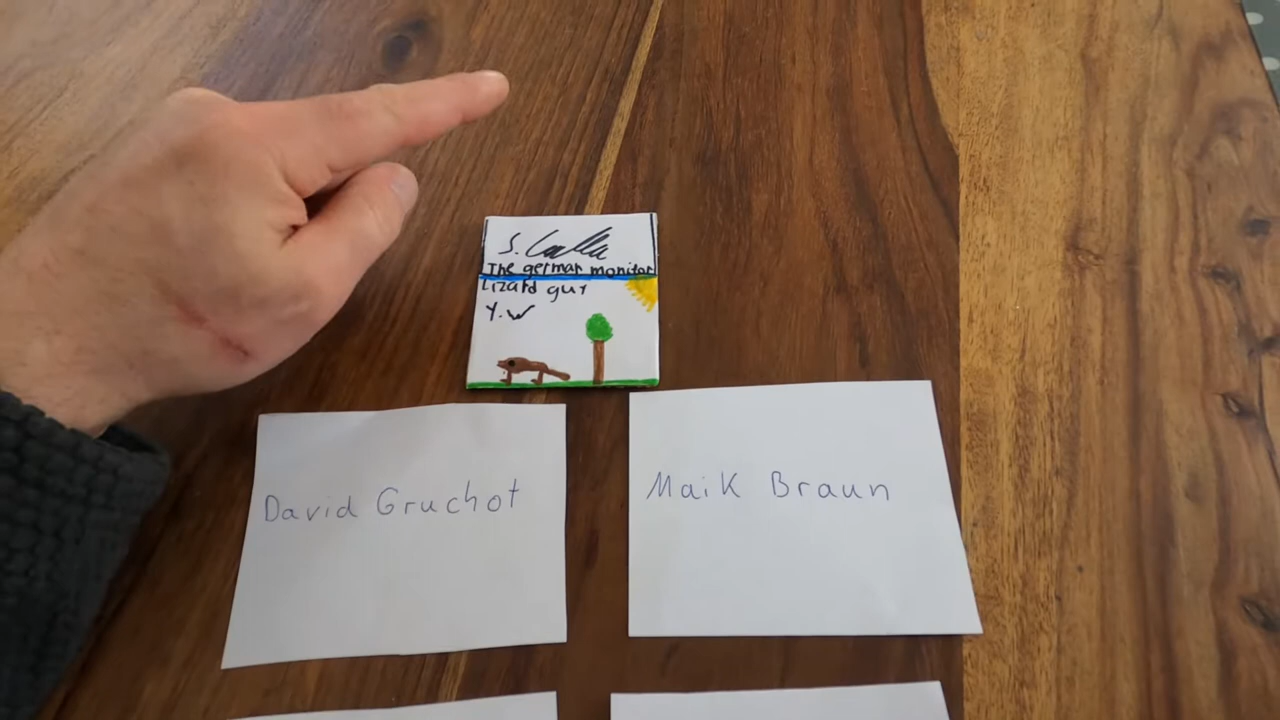 S.
The german monitor
Lizard guy
Y.W
David Gruchot
Maik Braun